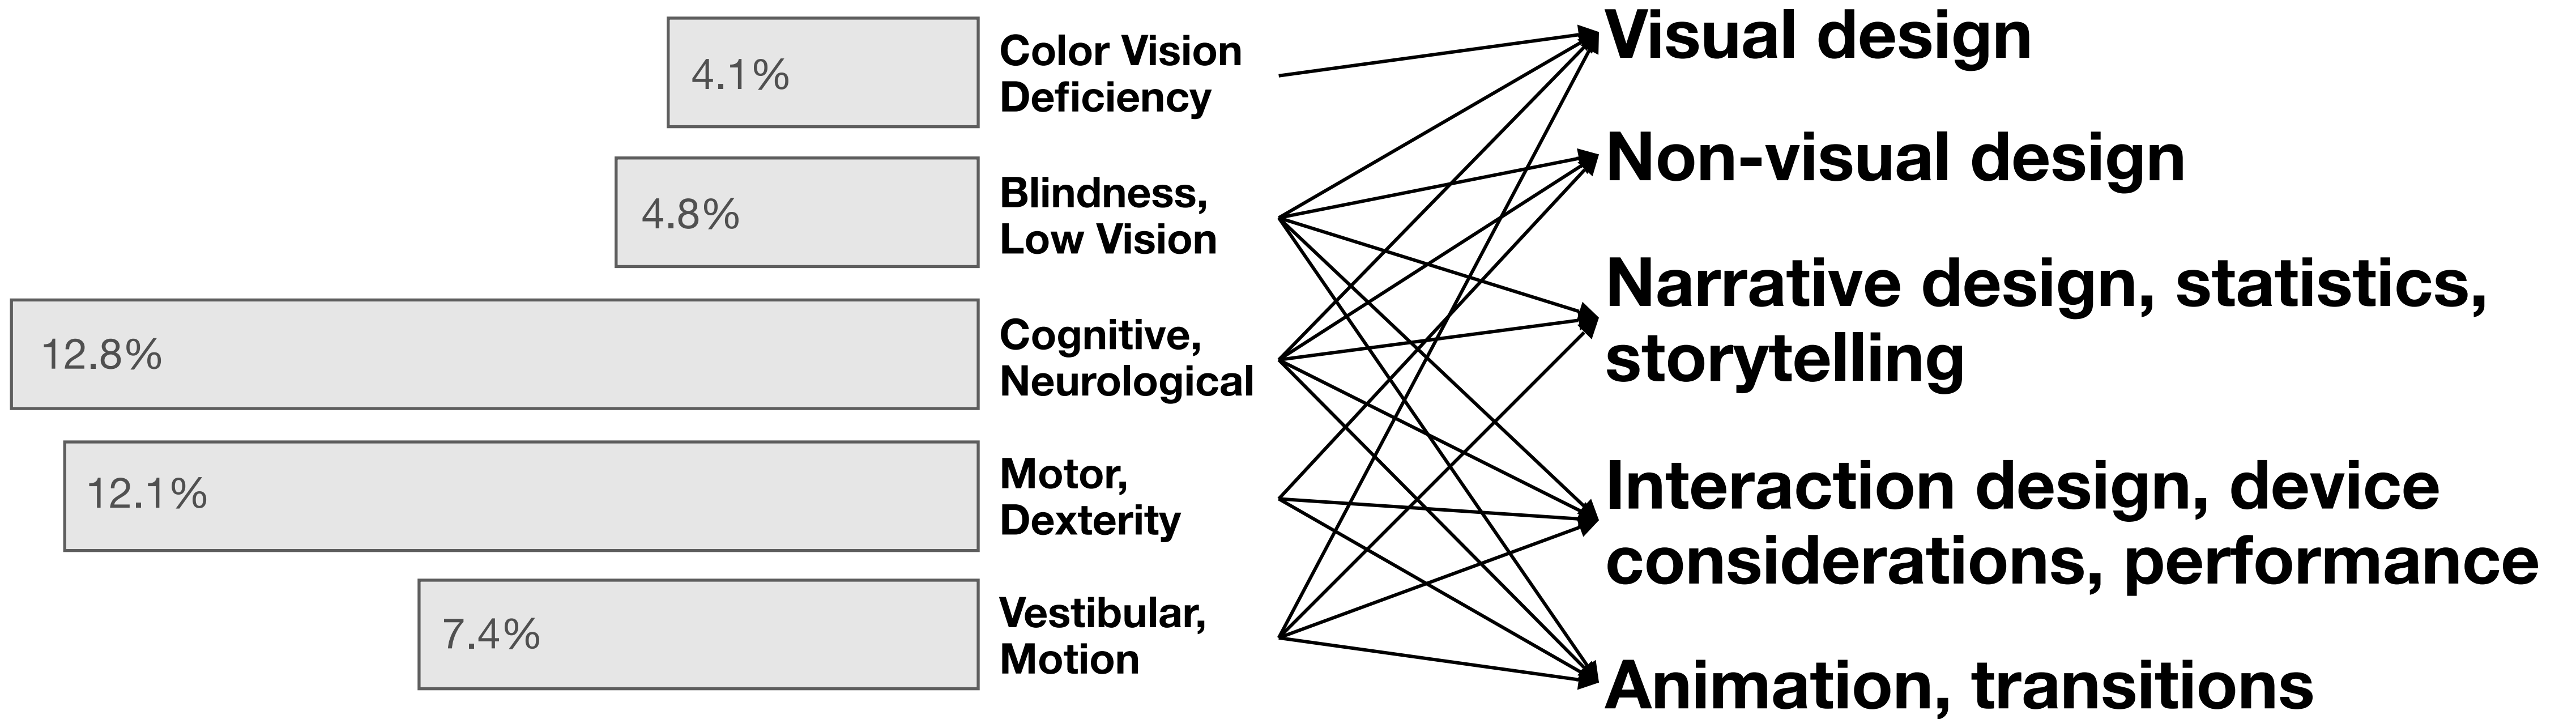 4.1%
Color Vision
Deficiency
4.8%
Blindness,
Low Vision
12.8%
Cognitive,
Neurological
12.1%
Motor,
Dexterity
7.4%
Vestibular,
Motion
Visual design
Non-visual design
Narrative design, statistics,
storytelling
Interaction design, device
considerations, performance
Animation, transitions